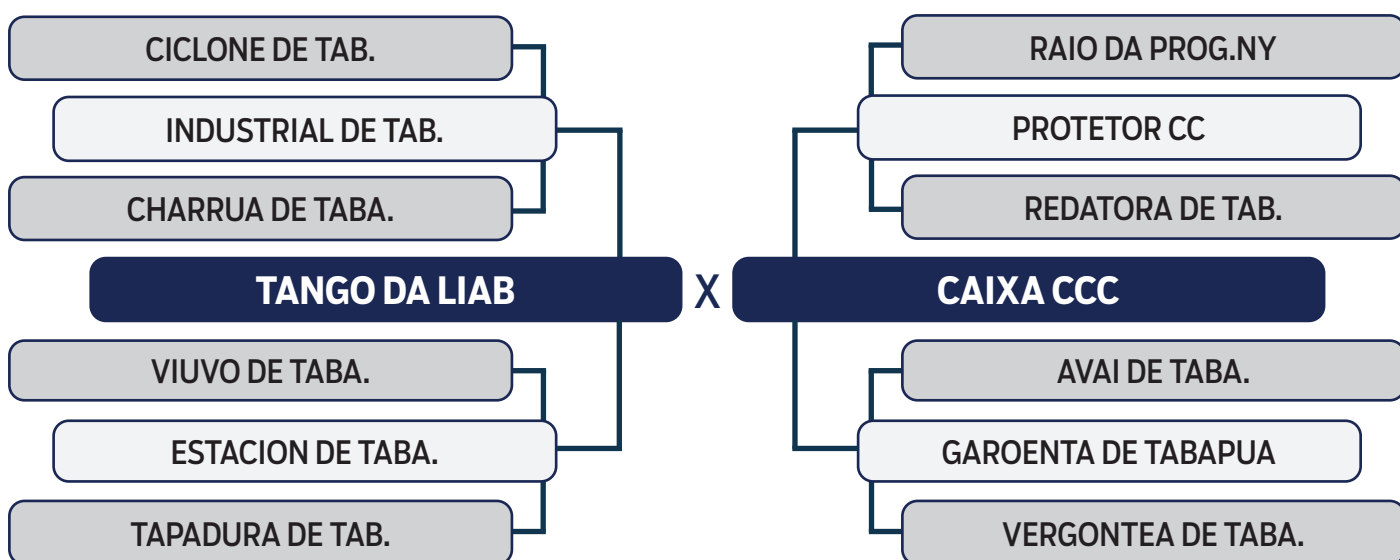 CICLONE DE TAB.
INDUSTRIAL DE TAB.
CHARRUA DE TABA.
TANGO DA LIAB
VIUVO DE TABA.
ESTACION DE TABA.
TAPADURA DE TAB.
X
RAIO DA PROG.NY
PROTETOR CC
REDATORA DE TAB.
CAIXA CCC
AVAI DE TABA.
GAROENTA DE TABAPUA
VERGONTEA DE TABA.